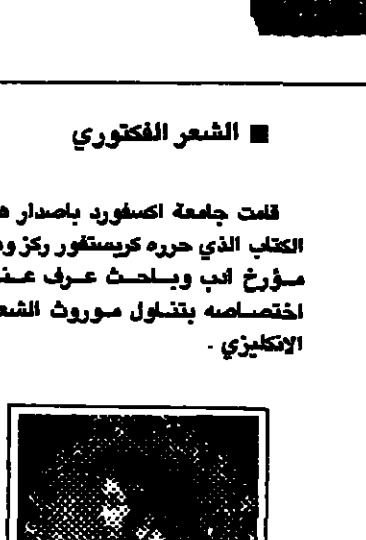 ■ الشعر الفكتوري
قامت جامعة اكسفورد باصدار
الكتاب الذي حرره كريستفور ركز
مؤرخ ادب وباحث عرف
اختصاصه بتناول موروث
الانكليزي .